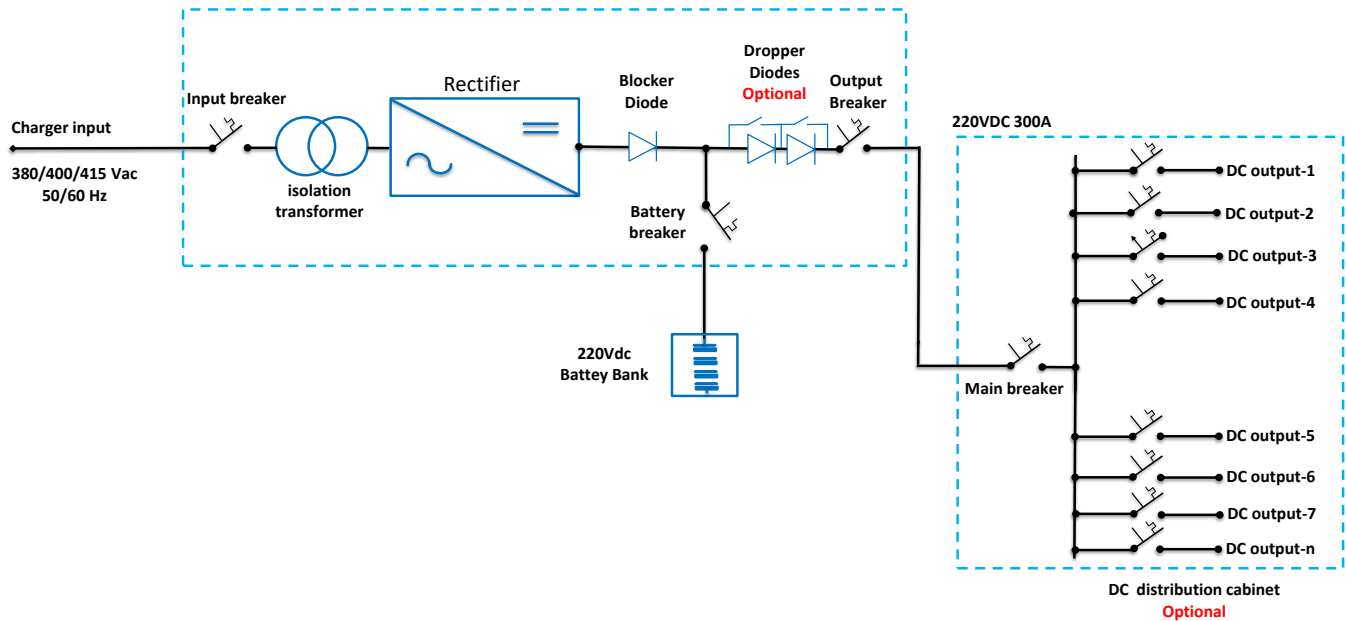 Input breaker
Charger input
380/400/415 Vac
50/60 Hz
isolation
transformer
Rectifier
Blocker
Diode
Dropper
Diodes
Optional
Output
Breaker
Battery
breaker
220Vdc
Battey Bank
220VDC 300A
Main breaker
DC output-1
DC output-2
DC output-3
DC output-4
DC output-5
DC output-6
DC output-7
DC output-n
DC distribution cabinet
Optional